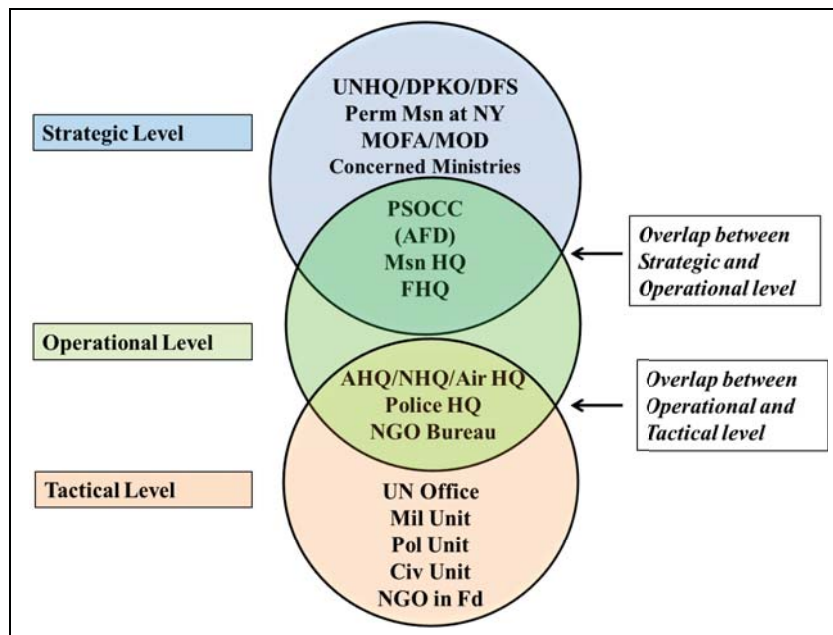 UNHQ/DPKO/DFS
Perm Msn at NY
MOFA/MOD
Concerned Ministries
Strategic Level
PSOCC
(AFD)
Msn HQ
FHQ
Overlap between
Strategic and
Operational level
Operational Level
AHQ/NHQ/Air HQ
Police HQ
NGO Bureau
Overlap between
Operational and
Tactical level
Tactical Level
UN Office
Mil Unit
Pol Unit
Civ Unit
NGO in Fd